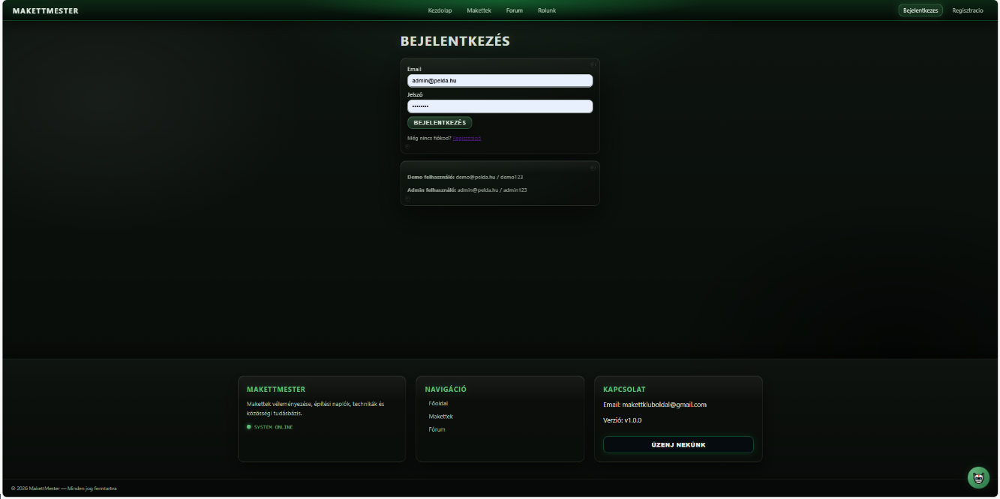 MAKETTMESTER
Kezdolap Makettek Forum Rolunk
Bejelentkezes Regisztracio
BEJELENTKEZÉS
Email
admin@pelda.hu
Jelszó
••••••••
BEJELENTKEZÉS
Még nincs fiókod? Regisztráció
Demo felhasználó: demo@pelda.hu / demo123
Admin felhasználó: admin@pelda.hu / admin123
MAKETTMESTER
Makettek véleményezése, építési naplók, technikák és
közösségi tudásbázis.
SYSTEM ONLINE
NAVIGÁCIÓ
Főoldal
Makettek
Fórum
KAPCSOLAT
Email: makettkluboldal@gmail.com
Verzió: v1.0.0
ÜZENJ NEKÜNK
© 2026 MakettMester — Minden jog fenntartva